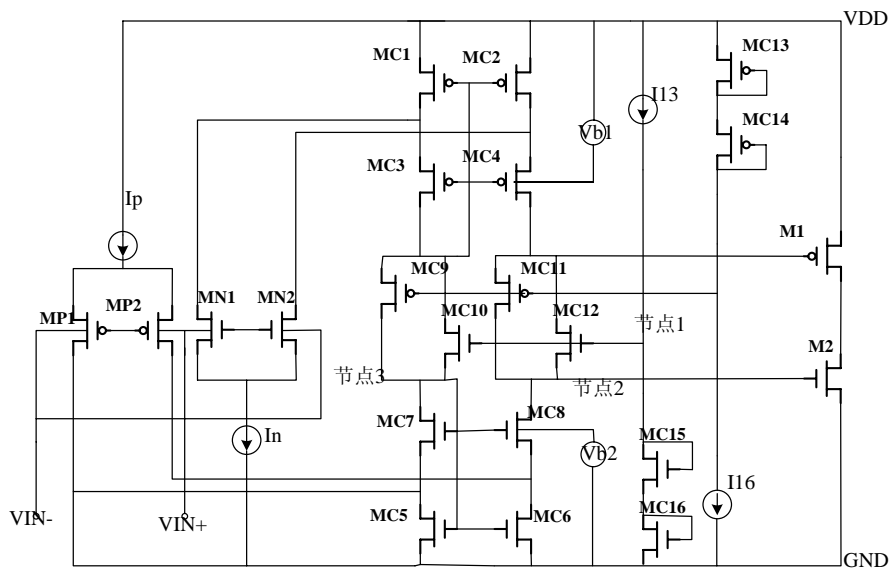 VDD
MC1
MC2
MC13
I13
Vb1
MC14
MC3
MC4
Ip
M1
MC9
MC11
MP1
MP2
MN1
MN2
MC10
MC12
节点1
M2
节点3
节点2
MC7
MC8
In
Vb2
MC15
I16
MC16
VIN-
VIN+
MC5
MC6
GND